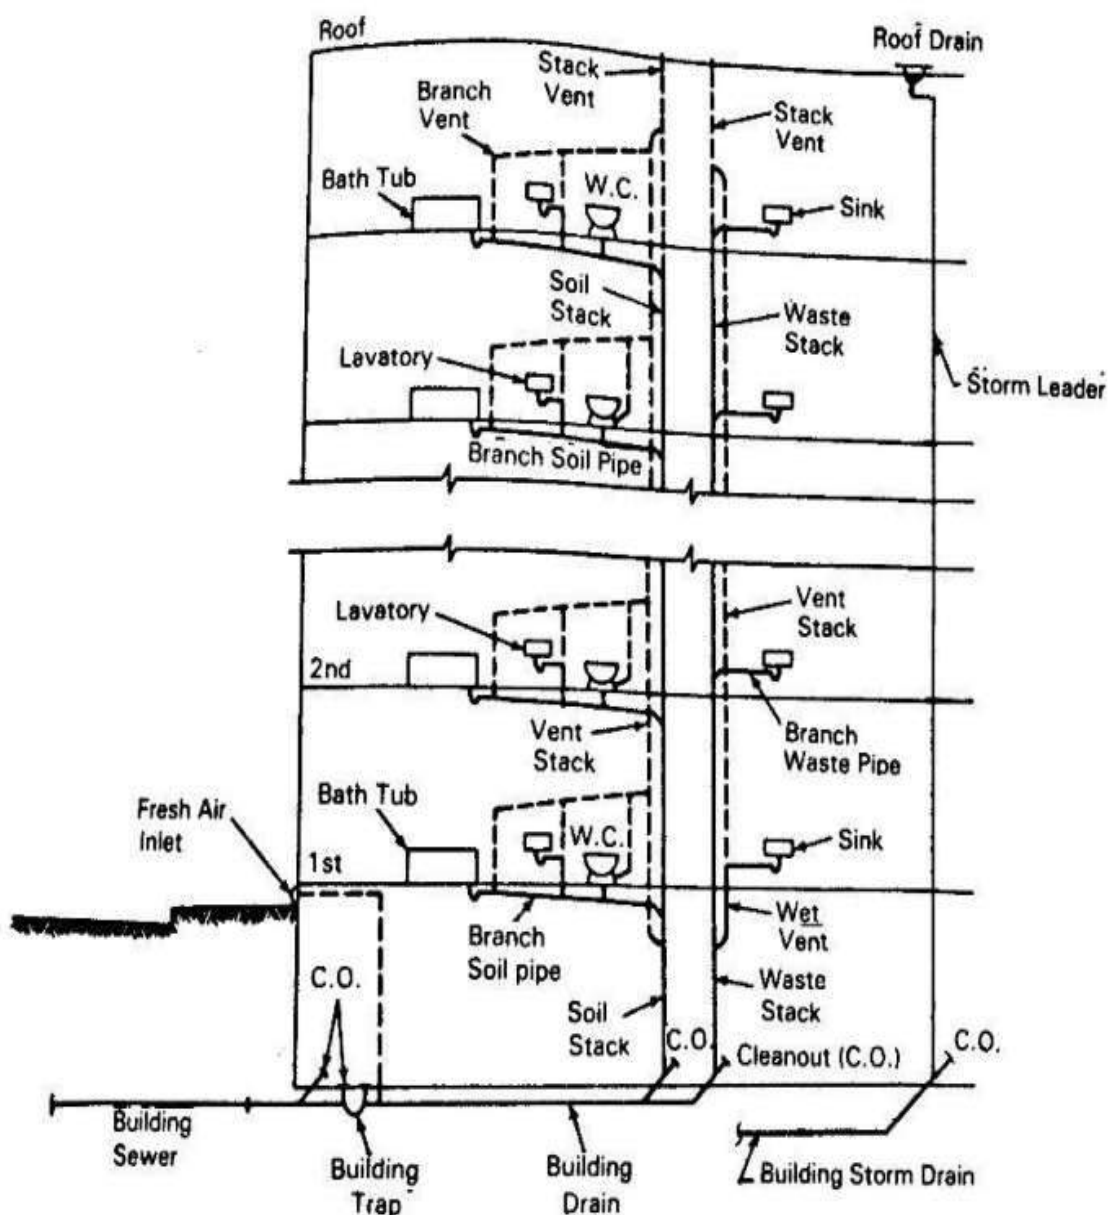 Roof
Roof Drain
Stack
Vent
Branch
Vent
Stack
Vent
Bath Tub
W.C.
Sink
Soil
Stack
Waste
Stack
Lavatory
Storm Leader
Branch Soil Pipe
Lavatory
Vent
Stack
2nd
Vent
Stack
Branch
Waste Pipe
Bath Tub
Fresh Air
Inlet
W.C.
Sink
1st
Wet
Vent
Branch
Soil pipe
C.O.
Waste
Stack
Soil
Stack
C.O.
Cleanout (C.O.)
C.O.
Building
Sewer
Building
Trap
Building
Drain
Building Storm Drain